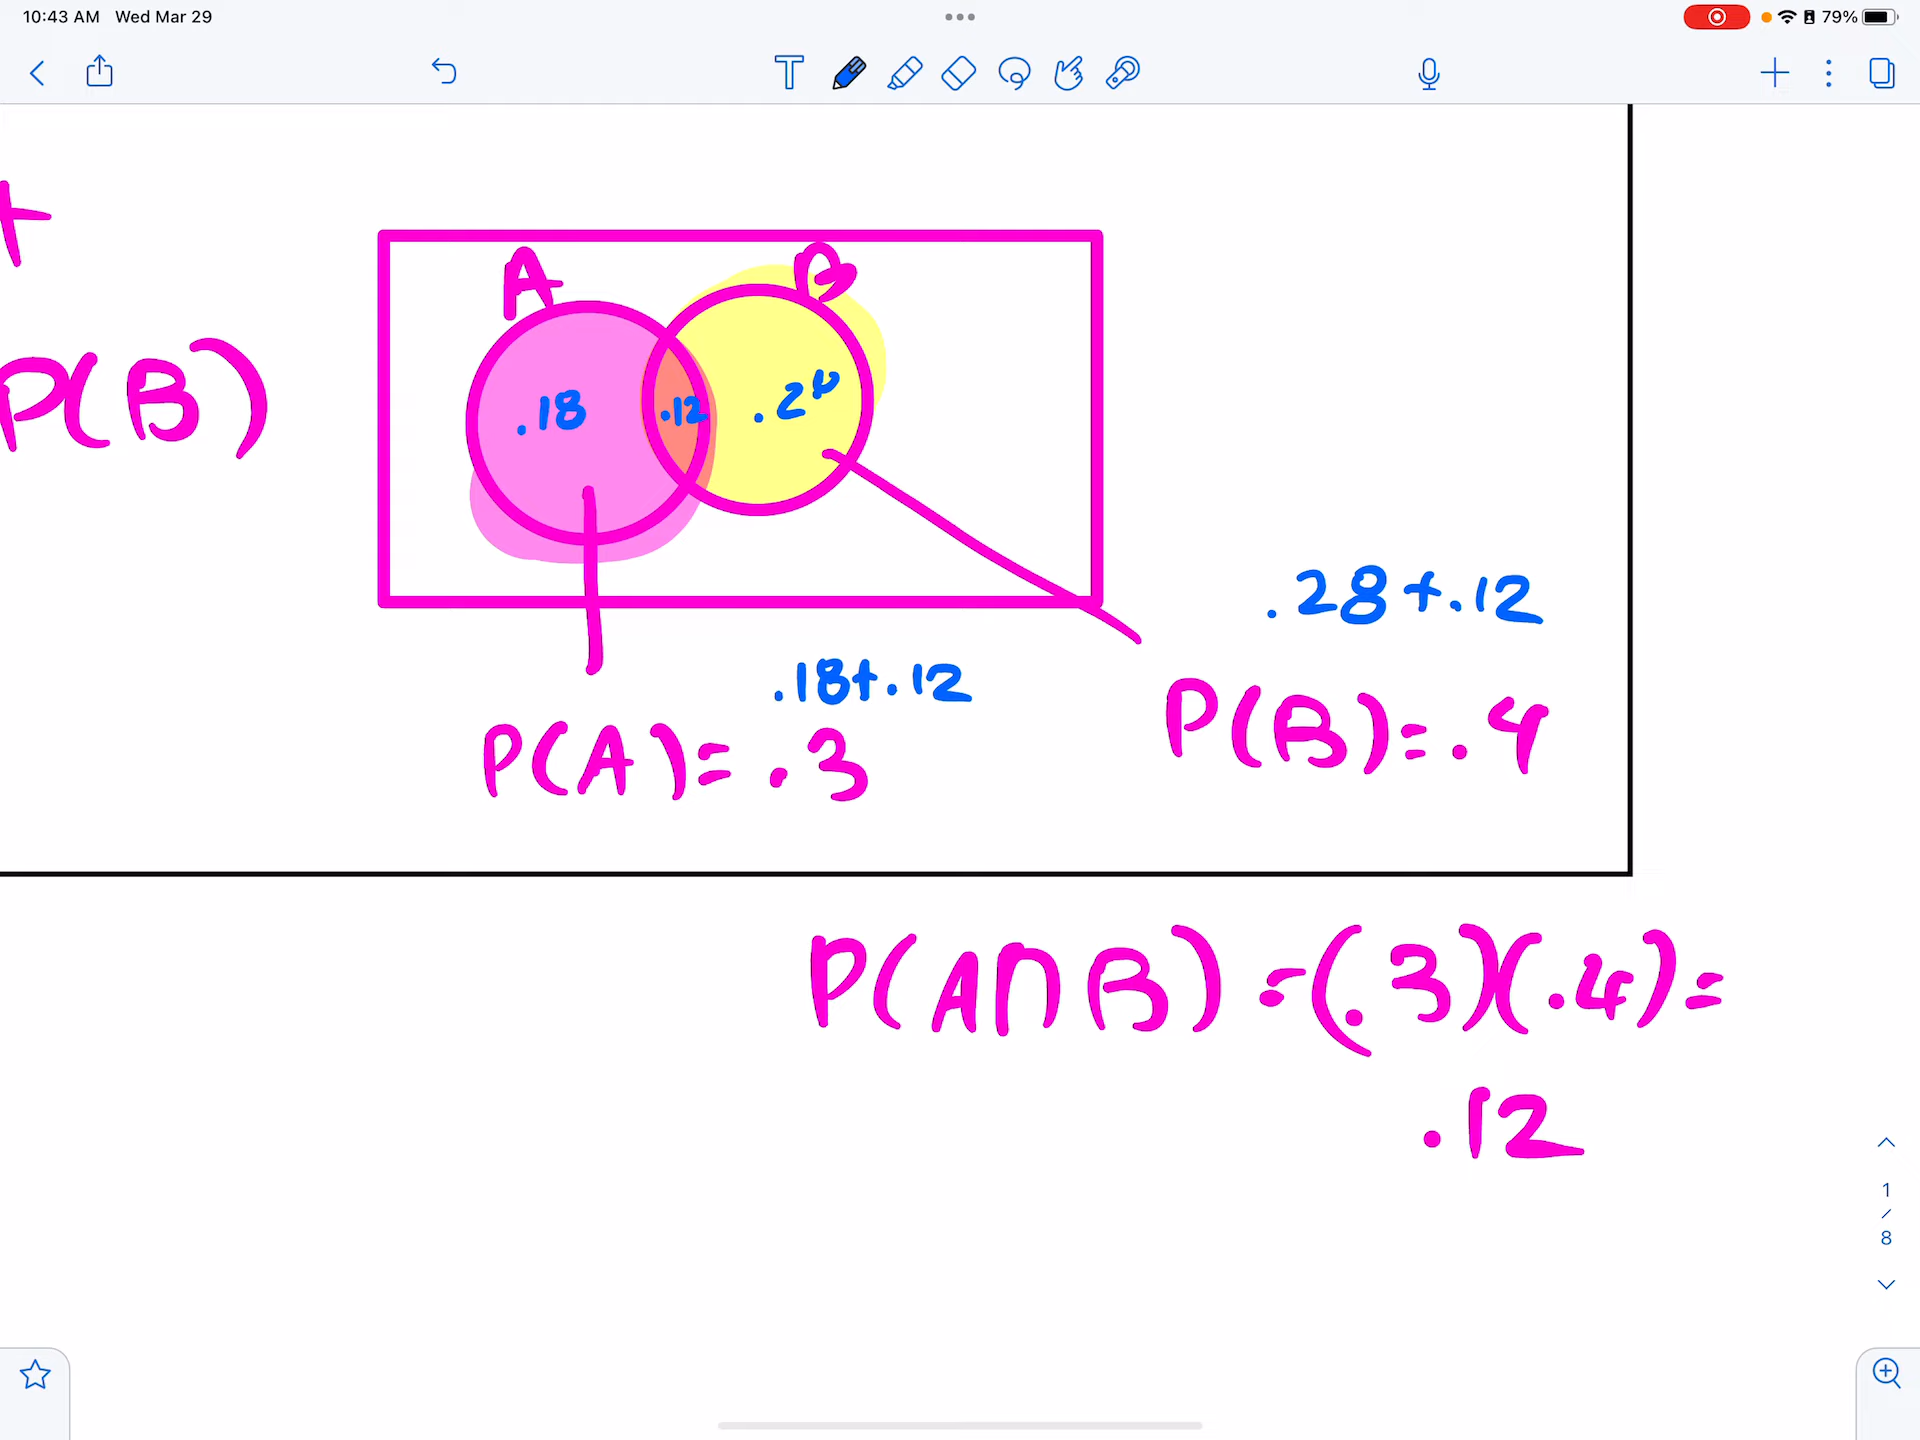 10:43 AM Wed Mar 29
79%
T
A
B
P(B)
.18
.12
.28+.12
.18+.12
P(A)= .3
P(B)= .4
P(A∩B) =(.3)(.4)=
.12
1
/
8